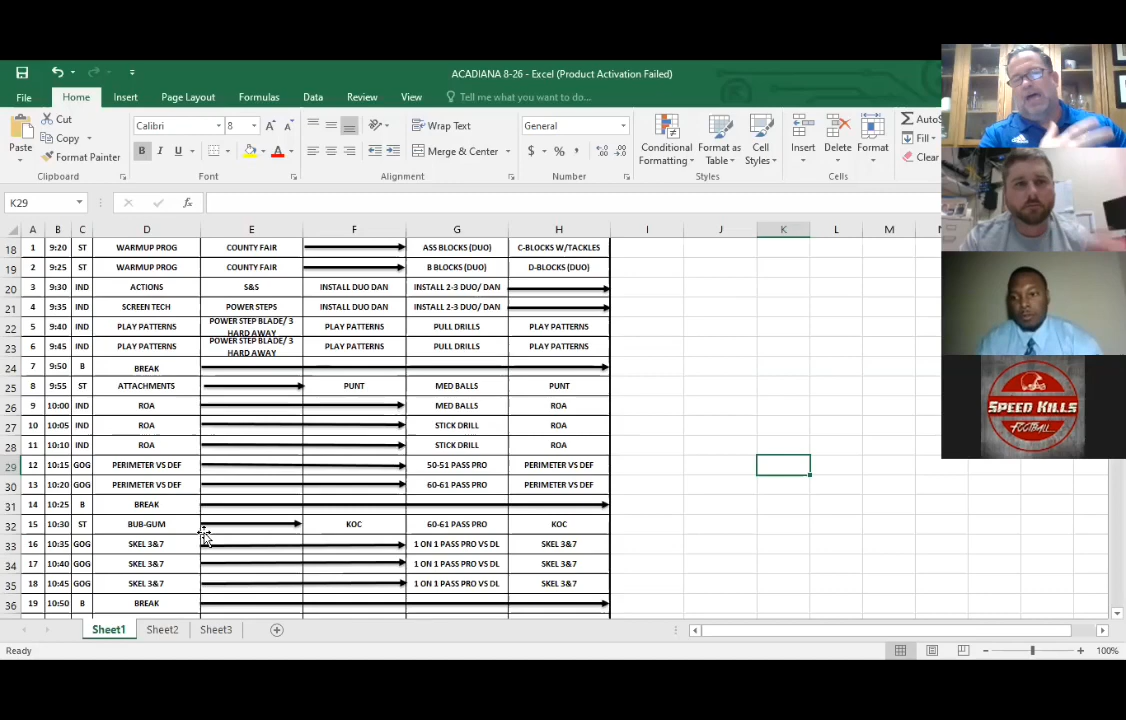 ACADIANA 8-26 - Excel (Product Activation Failed)
File Home Insert Page Layout Formulas Data Review View Tell me what you want to do...
Cut
Copy
Format Painter
Paste
Clipboard
Calibri 8
B I U
Font
Wrap Text
Merge & Center
Alignment
General
$ % ,
Number
Conditional Formatting
Format as Table
Cell Styles
Styles
Insert Delete Format
Cells
AutoS
Fill
Clear
K29 fx
A B C D E F G H I J K L M N
18 1 9:20 ST WARMUP PROG COUNTY FAIR ASS BLOCKS (DUO) C-BLOCKS W/TACKLES
19 2 9:25 ST WARMUP PROG COUNTY FAIR B BLOCKS (DUO) D-BLOCKS (DUO)
20 3 9:30 IND ACTIONS S&S INSTALL DUO DAN INSTALL 2-3 DUO/ DAN
21 4 9:35 IND SCREEN TECH POWER STEPS INSTALL DUO DAN INSTALL 2-3 DUO/ DAN
22 5 9:40 IND PLAY PATTERNS POWER STEP BLADE/ 3 HARD AWAY PLAY PATTERNS PULL DRILLS PLAY PATTERNS
23 6 9:45 IND PLAY PATTERNS POWER STEP BLADE/ 3 HARD AWAY PLAY PATTERNS PULL DRILLS PLAY PATTERNS
24 7 9:50 B BREAK
25 8 9:55 ST ATTACHMENTS PUNT MED BALLS PUNT
26 9 10:00 IND ROA MED BALLS ROA
27 10 10:05 IND ROA STICK DRILL ROA
28 11 10:10 IND ROA STICK DRILL ROA
29 12 10:15 GOG PERIMETER VS DEF 50-51 PASS PRO PERIMETER VS DEF
30 13 10:20 GOG PERIMETER VS DEF 60-61 PASS PRO PERIMETER VS DEF
31 14 10:25 B BREAK
32 15 10:30 ST BUB-GUM KOC 60-61 PASS PRO KOC
33 16 10:35 GOG SKEL 3&7 1 ON 1 PASS PRO VS DL SKEL 3&7
34 17 10:40 GOG SKEL 3&7 1 ON 1 PASS PRO VS DL SKEL 3&7
35 18 10:45 GOG SKEL 3&7 1 ON 1 PASS PRO VS DL SKEL 3&7
36 19 10:50 B BREAK
Sheet1 Sheet2 Sheet3
Ready 100%
SPEED KILLS
FOOTBALL